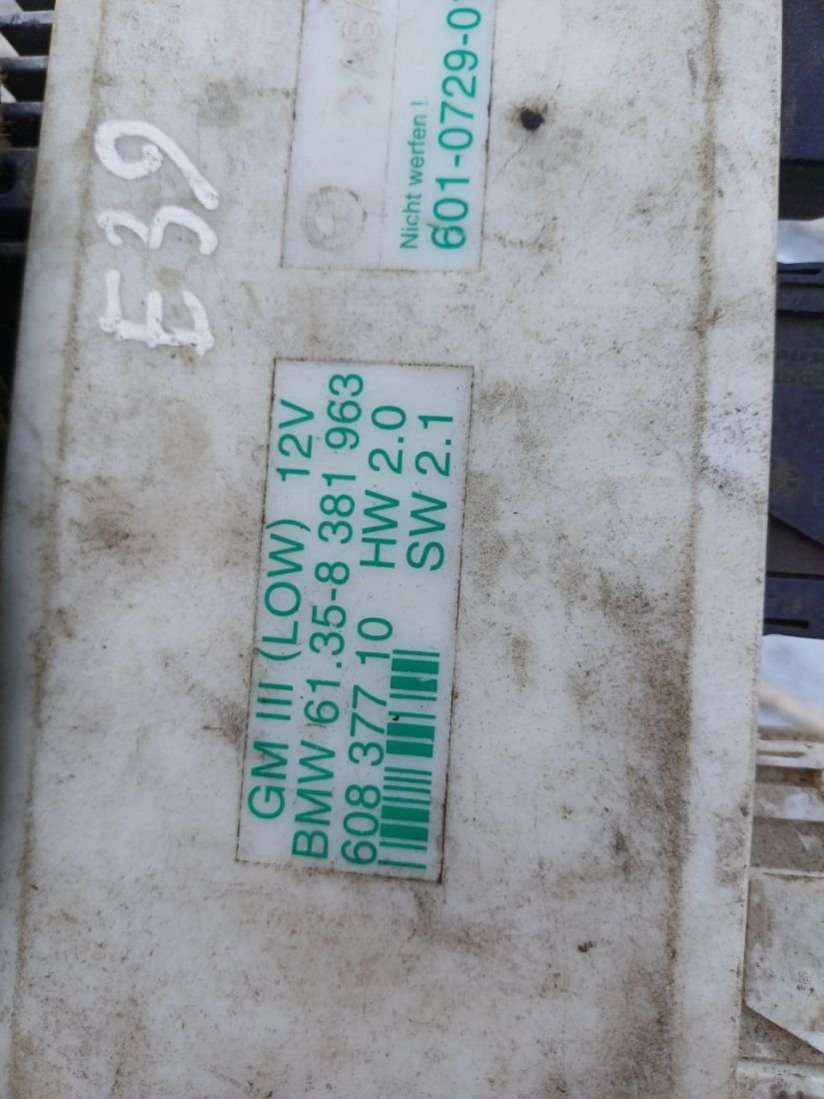 E39
Nicht werfen !
601-0729-0
GM III (LOW) 12V
BMW 61.35-8 381 963
608 377 10 HW 2.0
SW 2.1